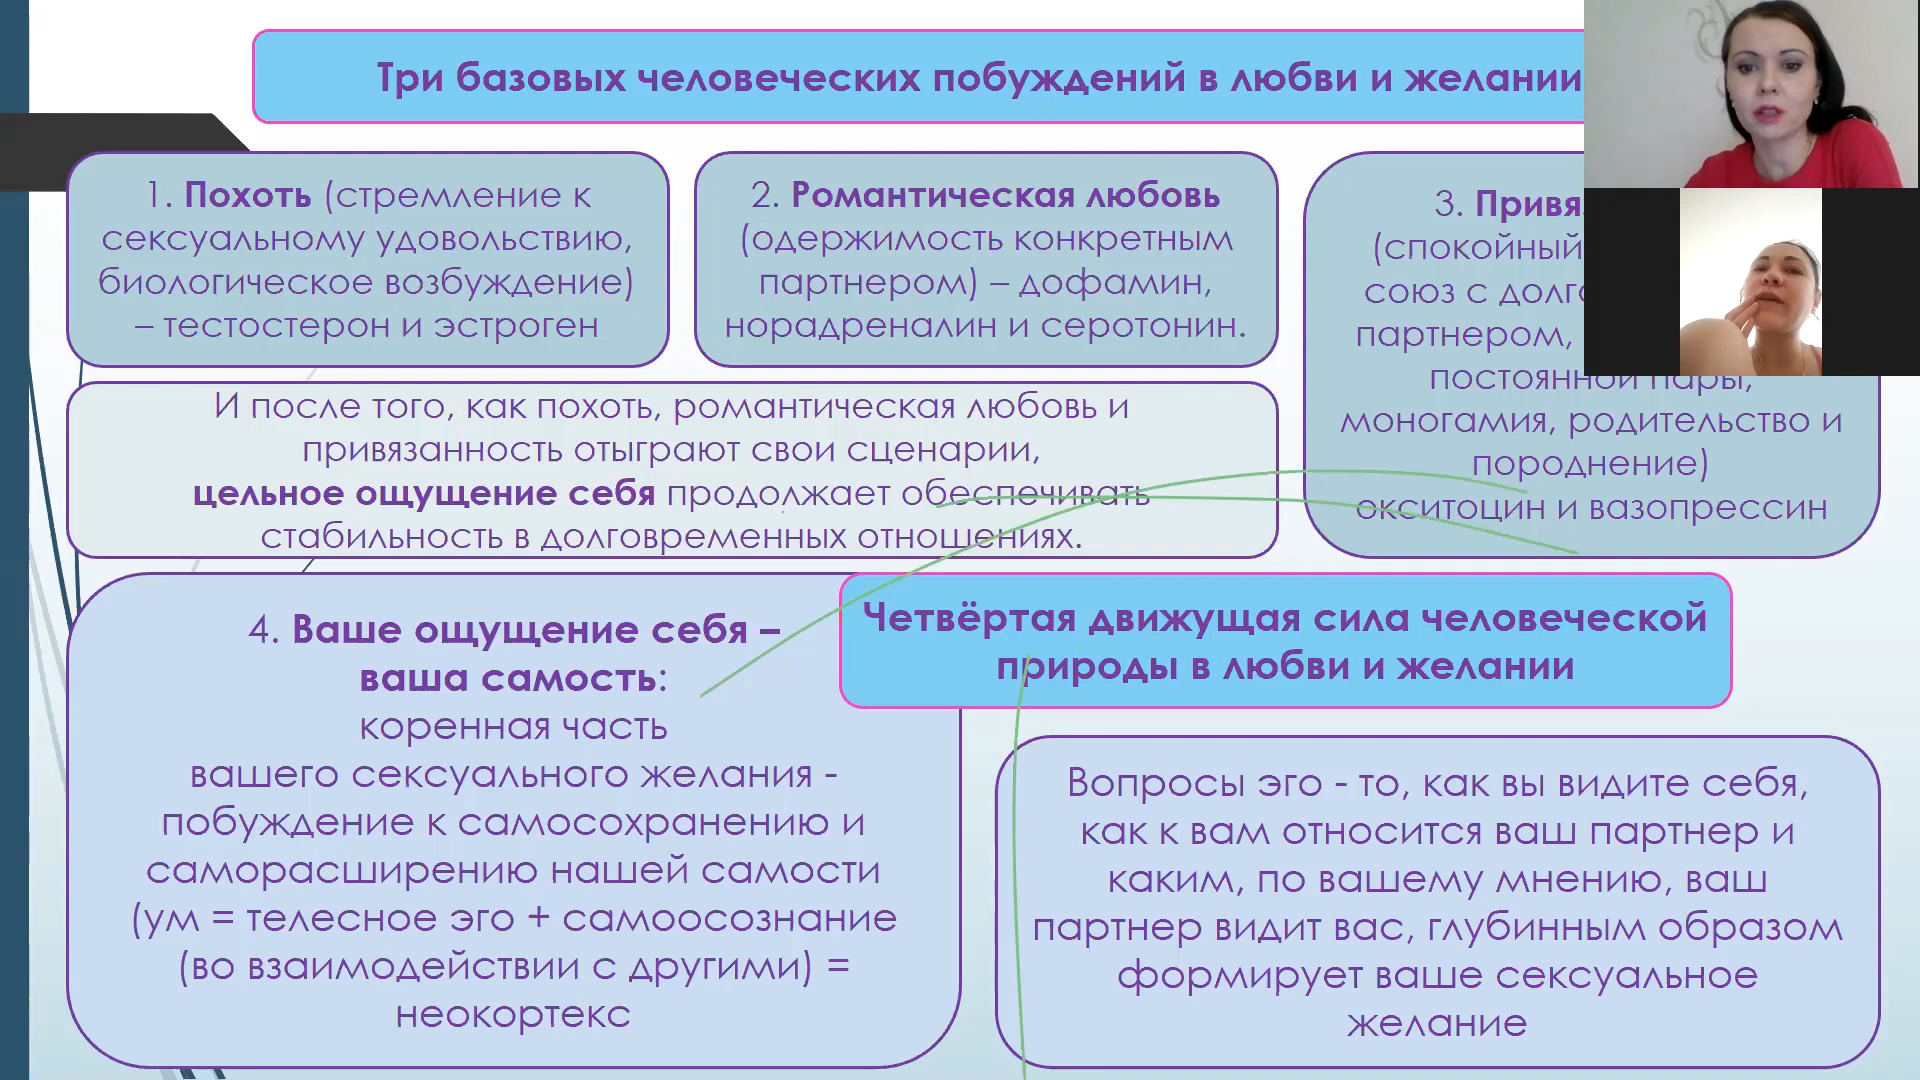 Три базовых человеческих побуждений в любви и желании
1. Похоть (стремление к
сексуальному удовольствию,
биологическое возбуждение)
– тестостерон и эстроген
2. Романтическая любовь
(одержимость конкретным
партнером) – дофамин,
норадреналин и серотонин.
3.
(спокойный
союз с
партнером,
постоянной пары,
моногамия, родительство и
породнение)
окситоцин и вазопрессин
И после того, как похоть, романтическая любовь и
привязанность отыграют свои сценарии,
цельное ощущение себя продолжает обеспечивать
стабильность в долговременных отношениях.
4. Ваше ощущение себя –
ваша самость:
коренная часть
вашего сексуального желания -
побуждение к самосохранению и
саморасширению нашей самости
(ум = телесное эго + самоосознание
(во взаимодействии с другими) =
неокортекс
Четвёртая движущая сила человеческой
природы в любви и желании
Вопросы эго - то, как вы видите себя,
как к вам относится ваш партнер и
каким, по вашему мнению, ваш
партнер видит вас, глубинным образом
формирует ваше сексуальное
желание